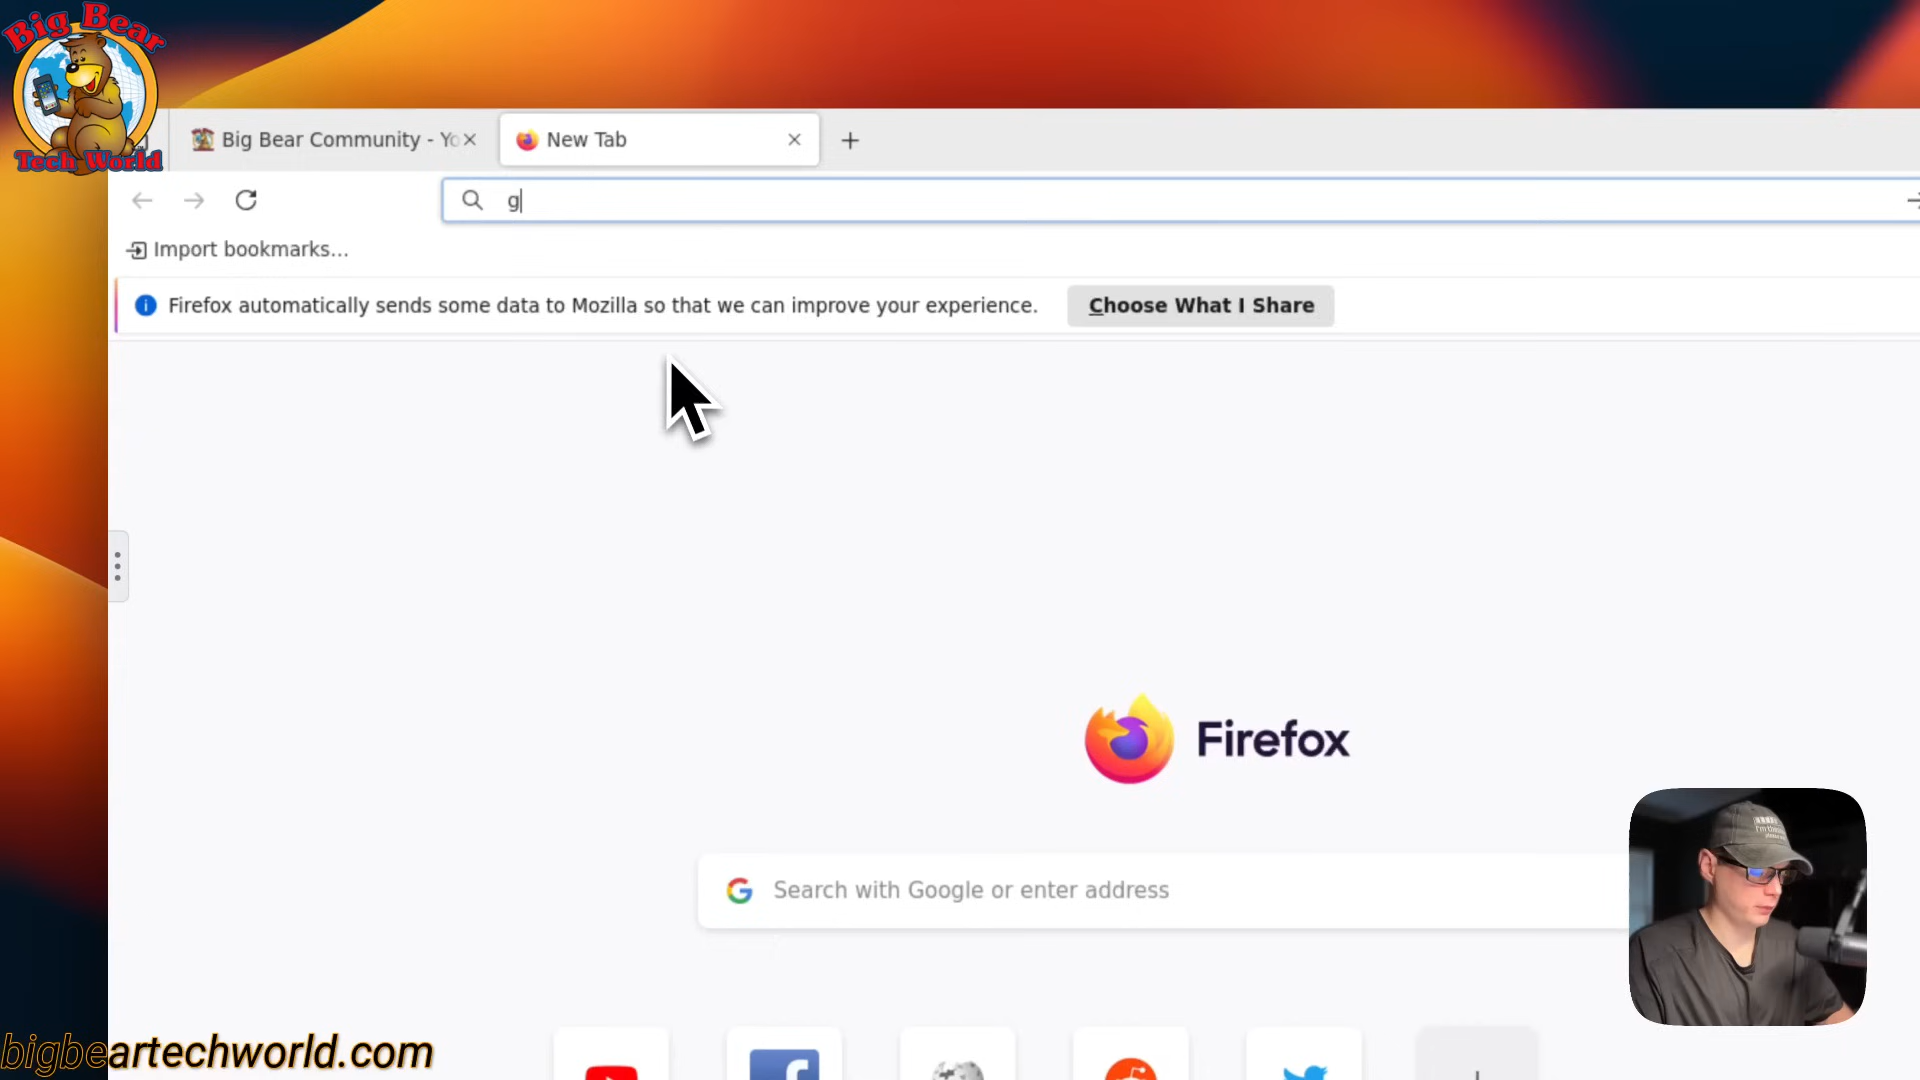 Big Bear
Tech World
Big Bear Community - Yo
New Tab
g
Import bookmarks...
Firefox automatically sends some data to Mozilla so that we can improve your experience.
Choose What I Share
Firefox
Search with Google or enter address
bigbeartechworld.com